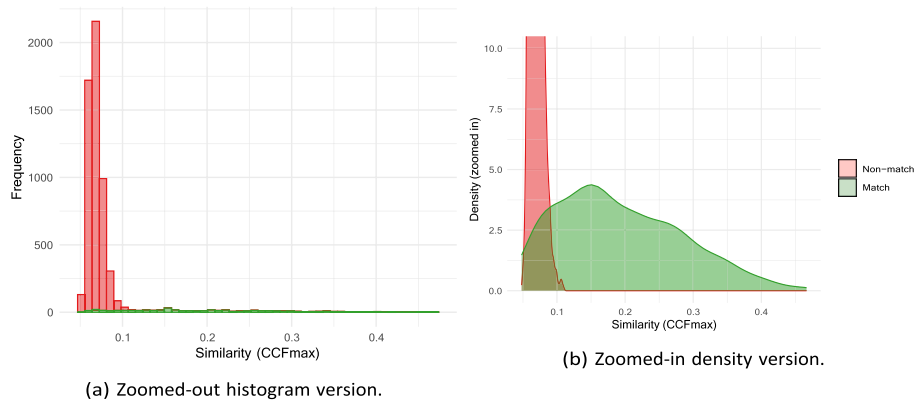 2000
1500
1000
500
0
Frequency
0.1 0.2 0.3 0.4
Similarity (CCFmax)
(a) Zoomed-out histogram version.
10.0
7.5
5.0
2.5
0.0
Density (zoomed in)
0.1 0.2 0.3 0.4
Similarity (CCFmax)
(b) Zoomed-in density version.
Non−match
Match